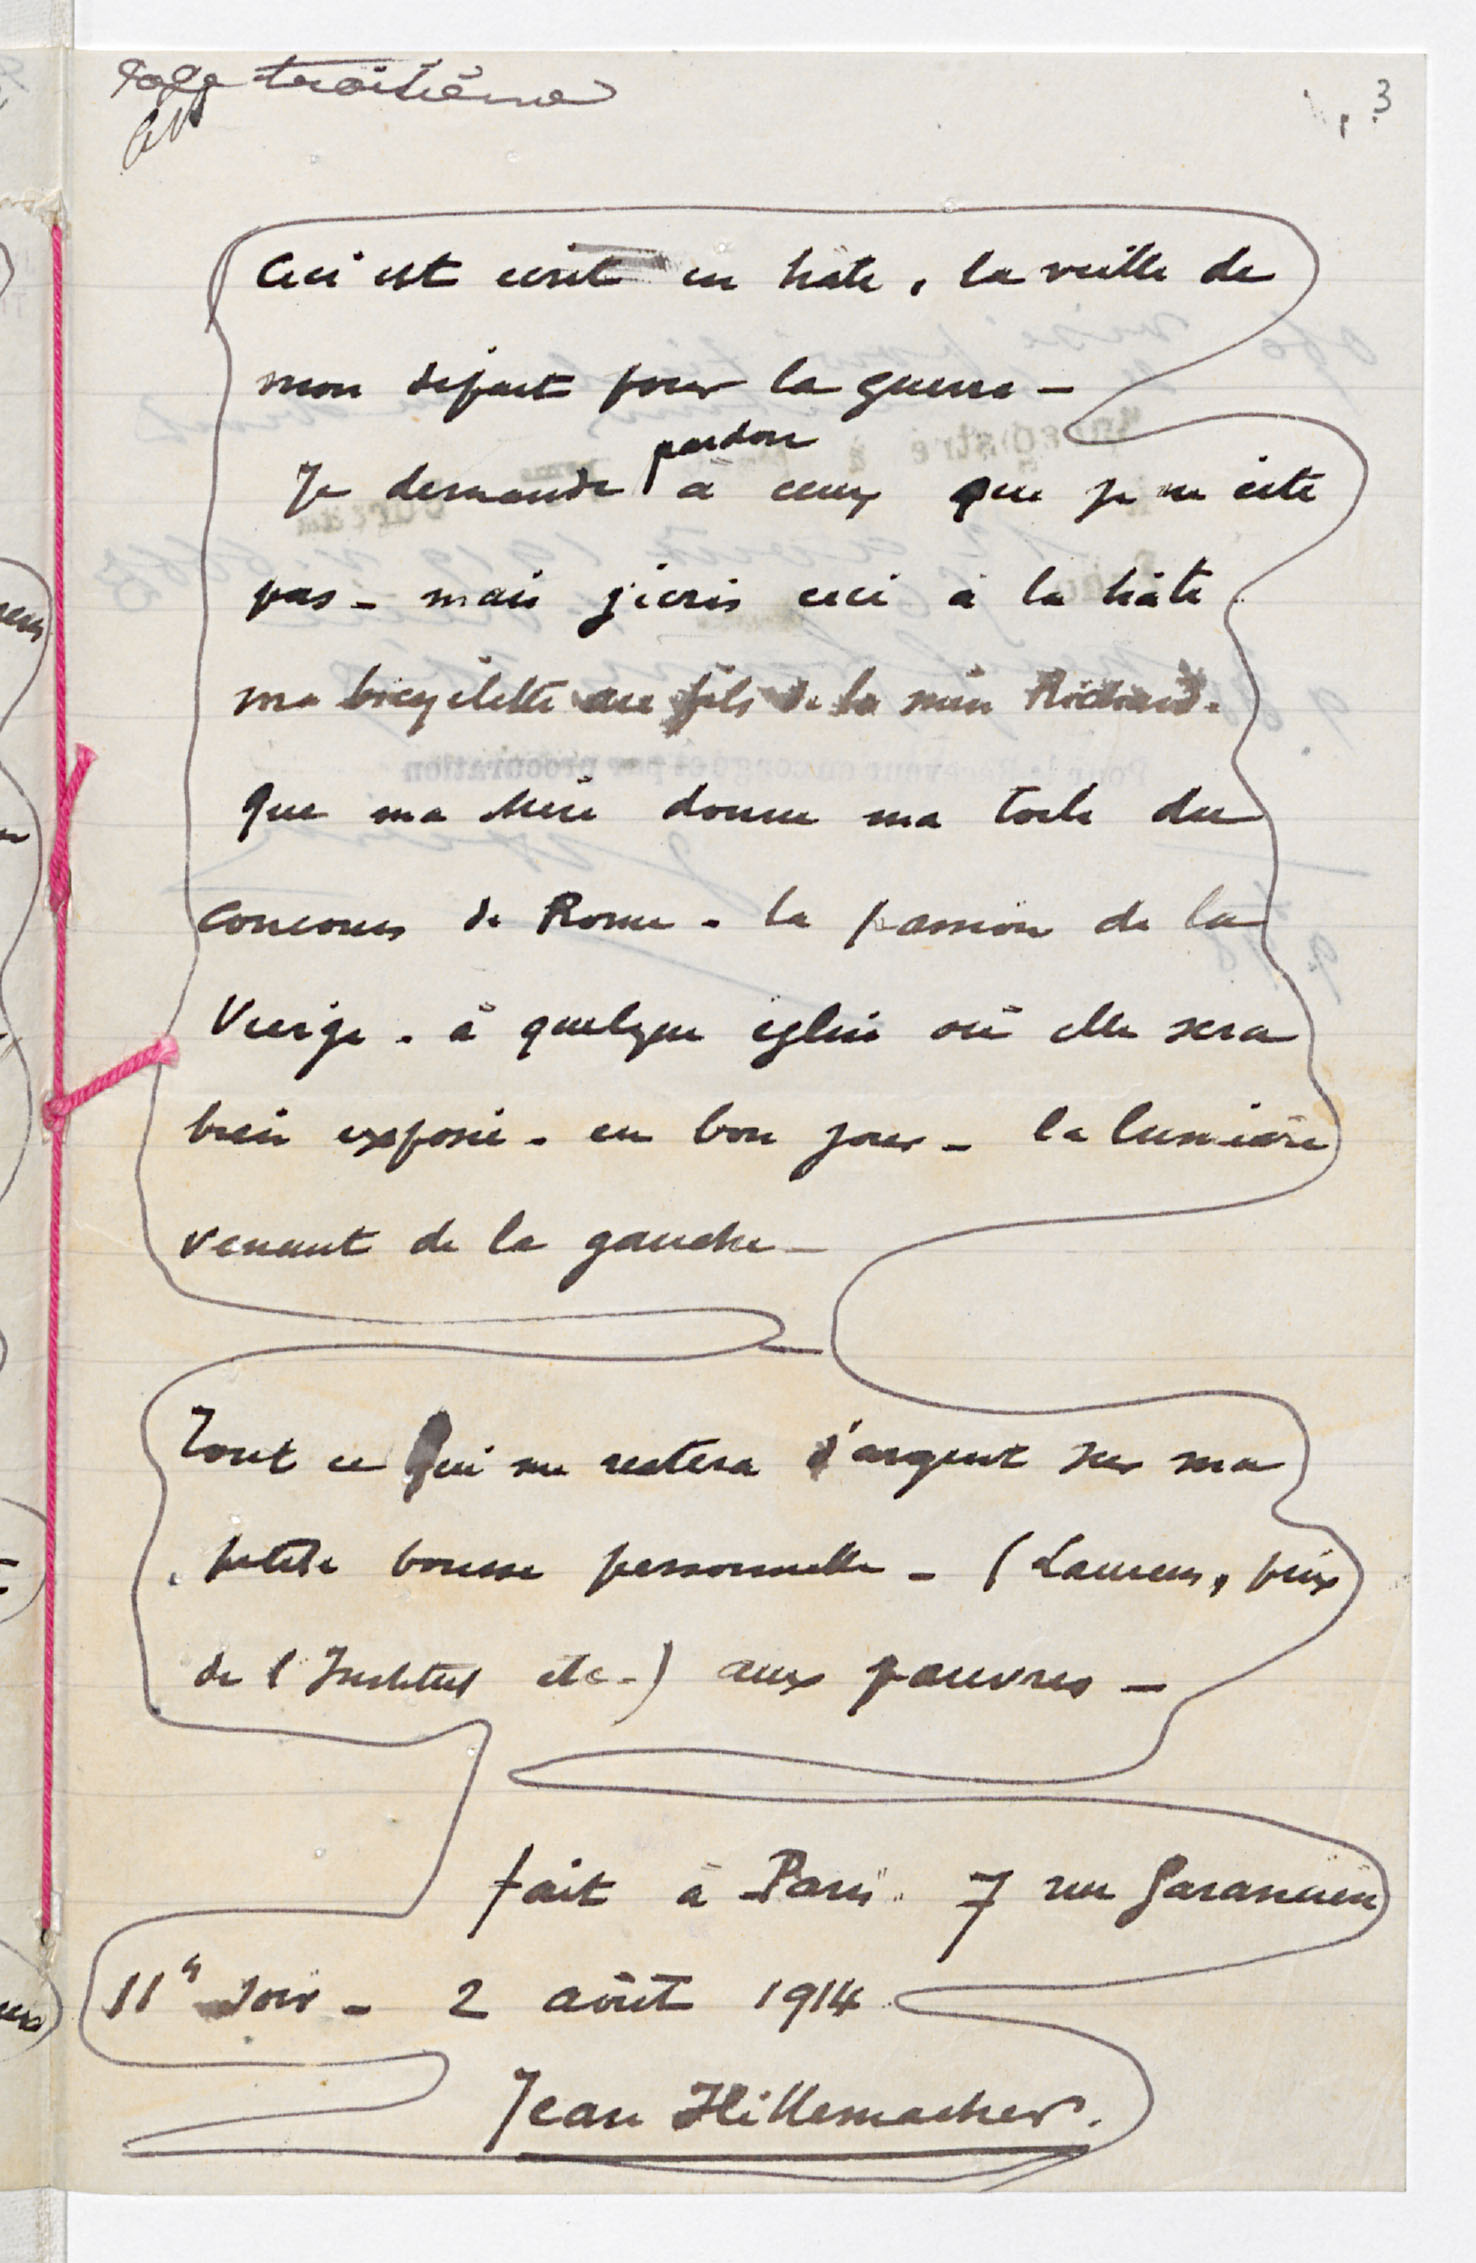 Page troisième
3
Ceci est écrit en hâte, la veille de
mon départ pour la guerre –
Je demande pardon à ceux que je ne cite
pas – mais j'écris ceci à la hâte
ma bicyclette au fils de la mère Richard.
Que ma Mère donne ma toile du
concours de Rome – la passion de la
Vierge – à quelque église où elle sera
bien exposée – en bon jour – la lumière
venant de la gauche –
Tout ce qui me restera d'argent sur ma
petite bourse personnelle – (Laurens, prix
de l'Institut etc.) aux pauvres –
fait à Paris 7 rue Garancière
11h soir – 2 août 1914
Jean Hillemacher.